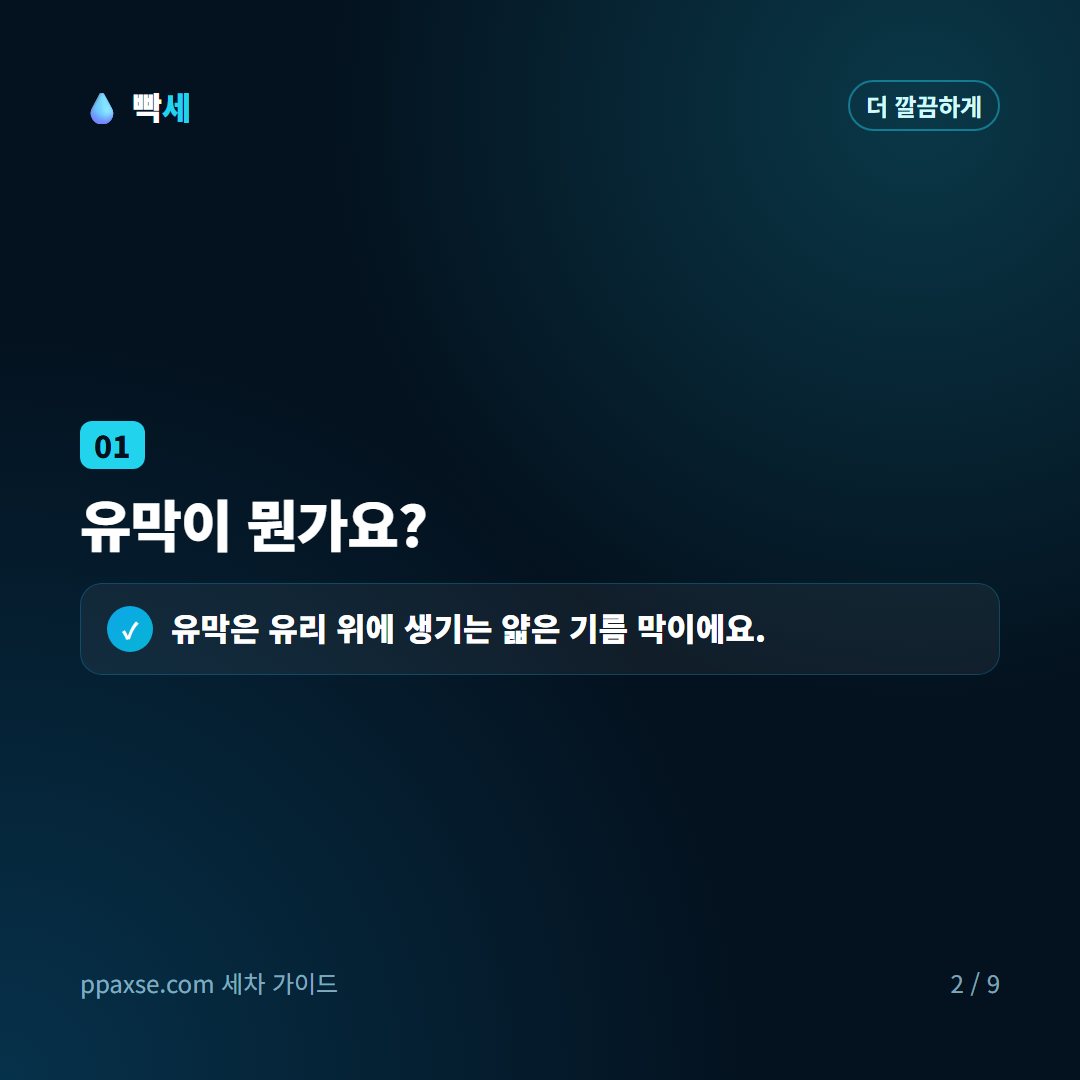 빡세
더 깔끔하게
01
유막이 뭔가요?
✓ 유막은 유리 위에 생기는 얇은 기름 막이에요.
ppaxse.com 세차 가이드
2 / 9